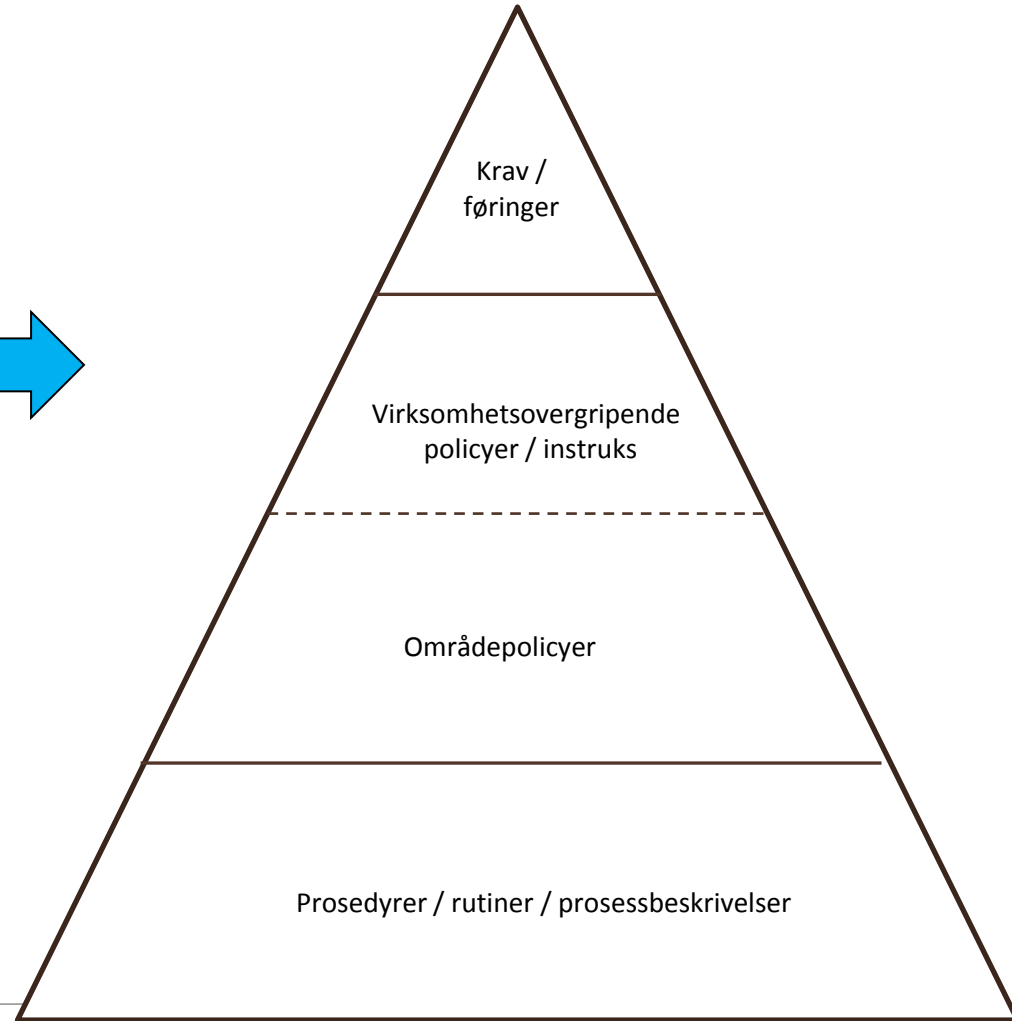 Krav /
føringer
Virksomhetsovergripende
policyer / instruks
Områdepolicyer
Prosedyrer / rutiner / prosessbeskrivelser